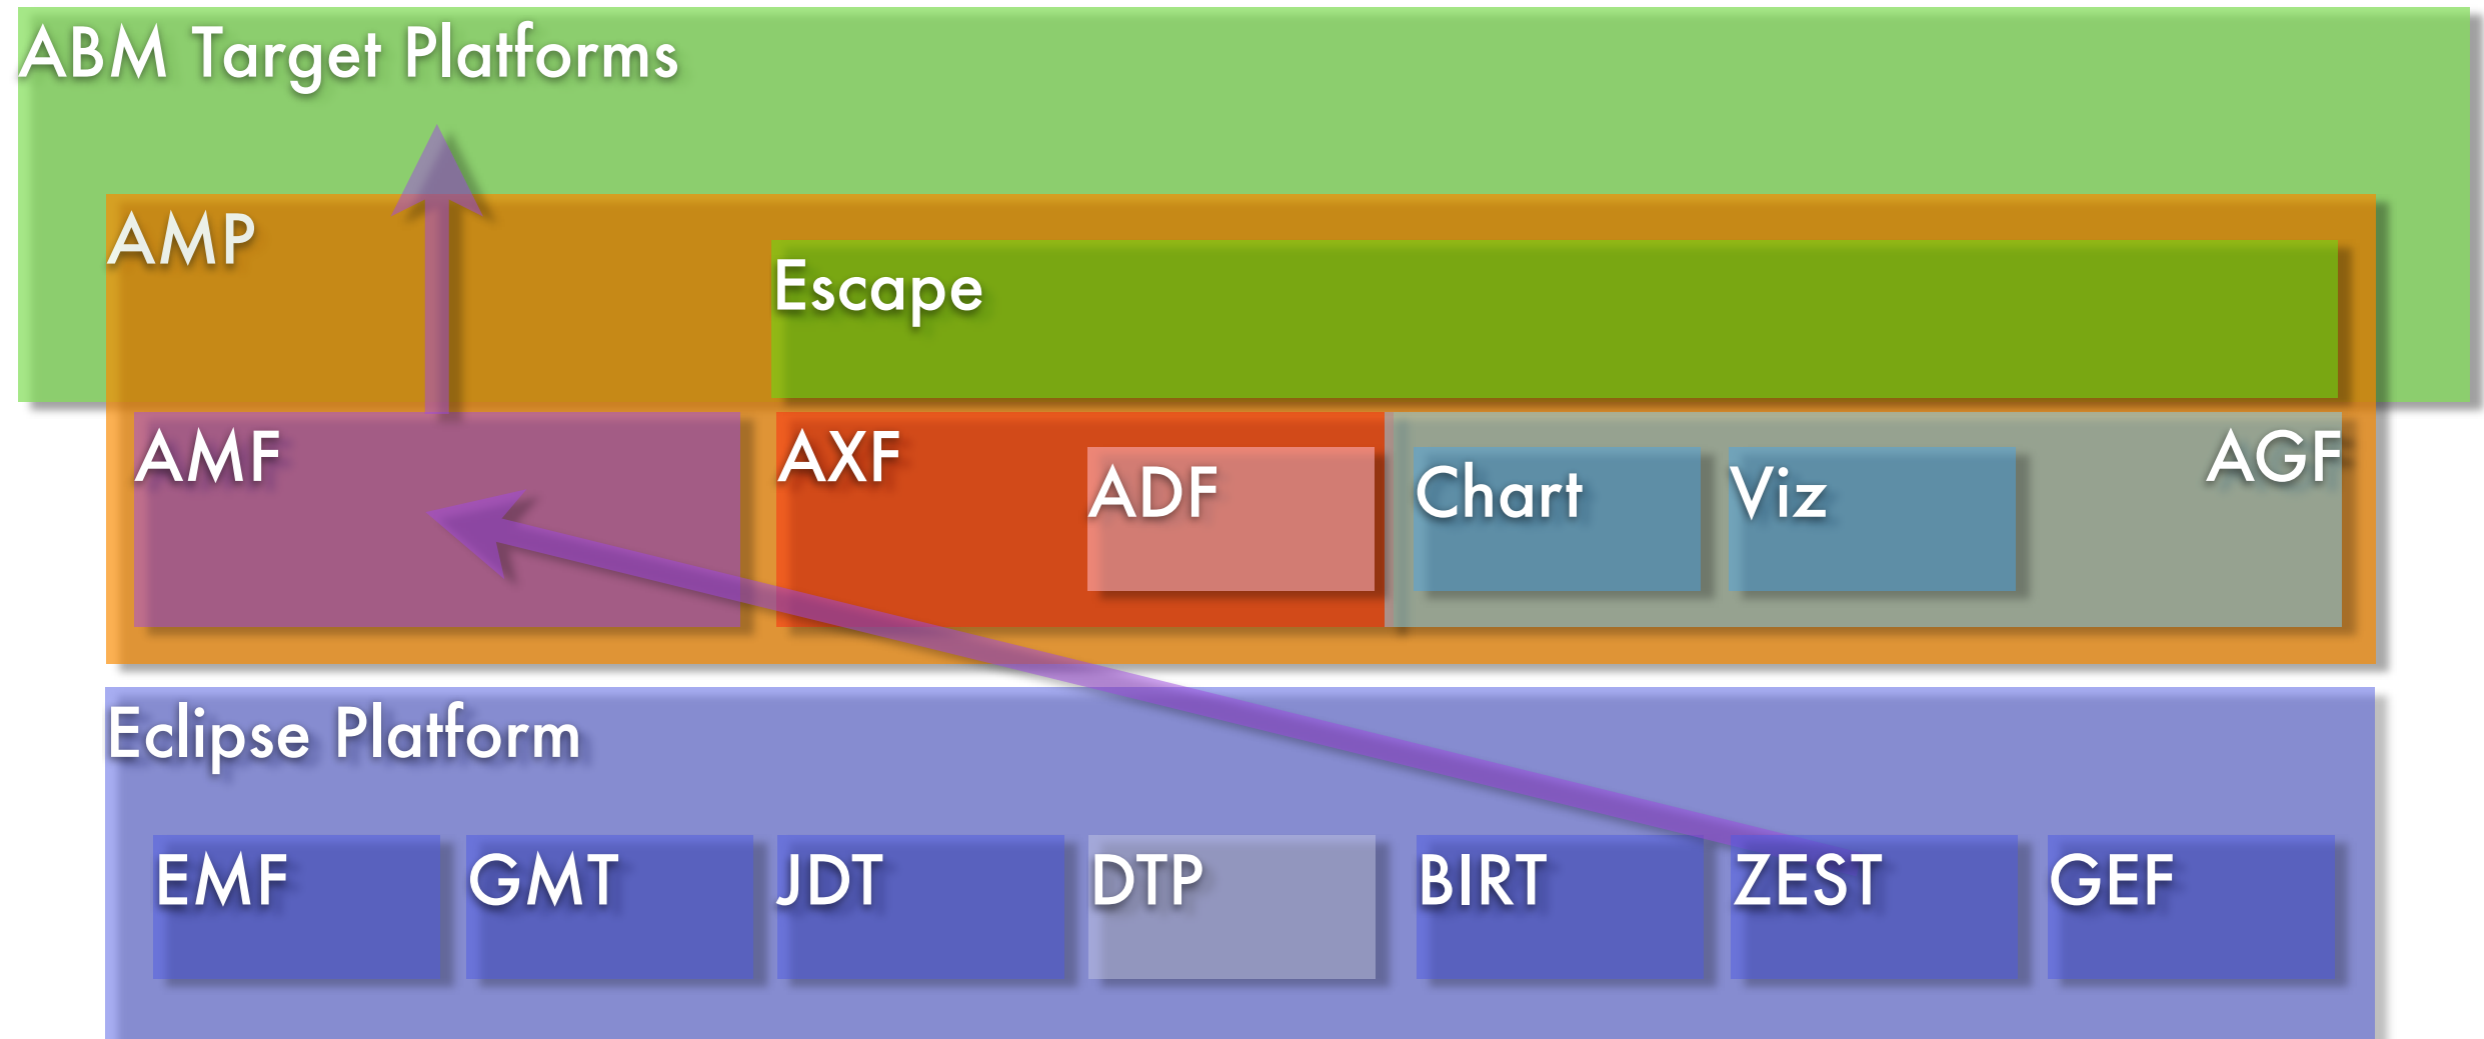 ABM Target Platforms
AMP
Escape
AMF
AXF
ADF
Chart
Viz
AGF
Eclipse Platform
EMF
GMT
JDT
DTP
BIRT
ZEST
GEF